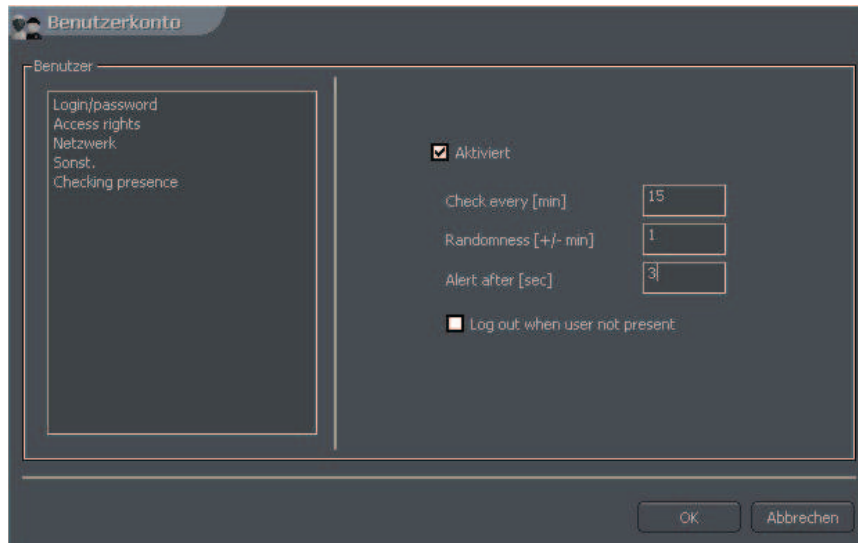 Benutzerkonto
Benutzer
Login/password
Access rights
Netzwerk
Sonst.
Checking presence
Aktiviert
Check every [min] 15
Randomness [+/- min] 1
Alert after [sec] 3
Log out when user not present
OK Abbrechen